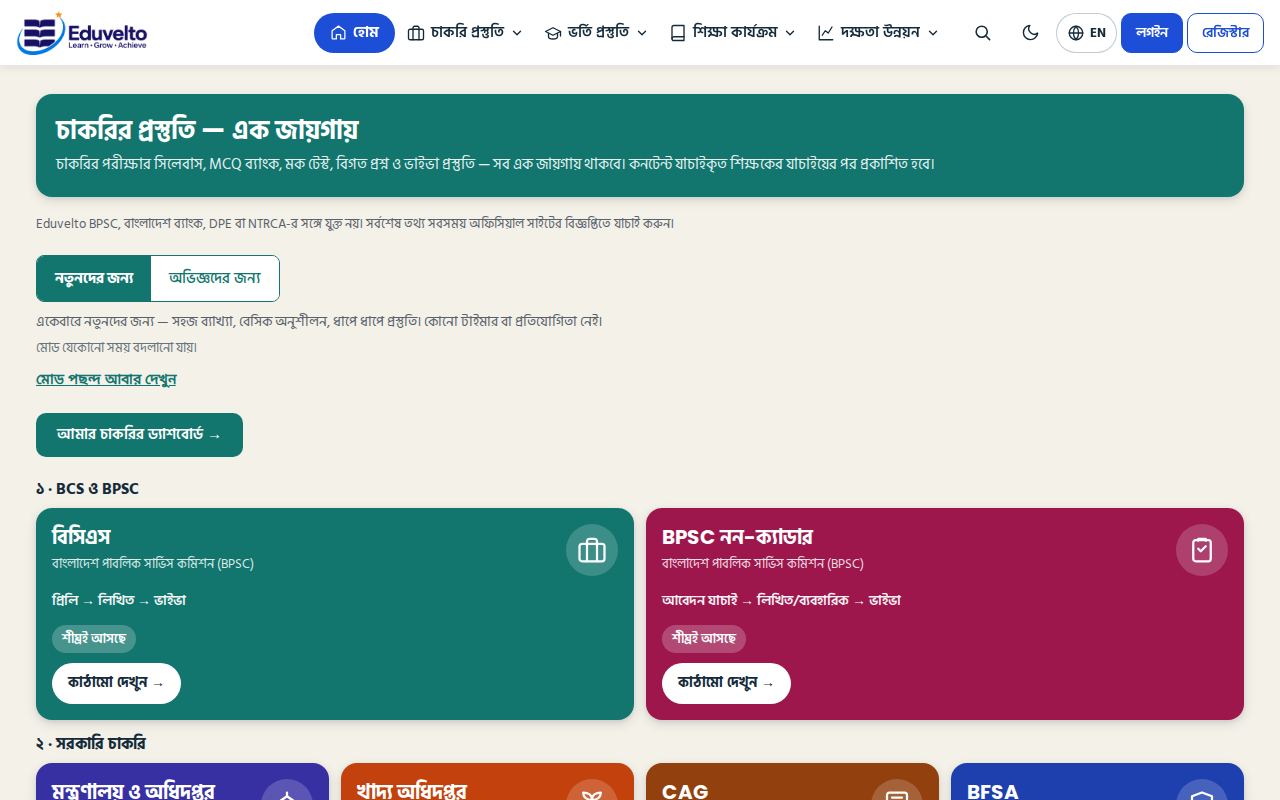 Eduvelto
Learn • Grow • Achieve
হোম
চাকরি প্রস্তুতি
ভর্তি প্রস্তুতি
শিক্ষা কার্যক্রম
দক্ষতা উন্নয়ন
EN
লগইন
রেজিস্টার
চাকরির প্রস্তুতি — এক জায়গায়
চাকরির পরীক্ষার সিলেবাস, MCQ ব্যাংক, মক টেস্ট, বিগত প্রশ্ন ও ভাইভা প্রস্তুতি — সব এক জায়গায় থাকবে। কনটেন্ট যাচাইকৃত শিক্ষকের যাচাইয়ের পর প্রকাশিত হবে।
Eduvelto BPSC, বাংলাদেশ ব্যাংক, DPE বা NTRCA-র সঙ্গে যুক্ত নয়। সর্বশেষ তথ্য সবসময় অফিসিয়াল সাইটের বিজ্ঞপ্তিতে যাচাই করুন।
নতুনদের জন্য
অভিজ্ঞদের জন্য
একেবারে নতুনদের জন্য — সহজ ব্যাখ্যা, বেসিক অনুশীলন, ধাপে ধাপে প্রস্তুতি। কোনো টাইমার বা প্রতিযোগিতা নেই।
মোড যেকোনো সময় বদলানো যায়।
মোড পছন্দ আবার দেখুন
আমার চাকরির ড্যাশবোর্ড →
১ · BCS ও BPSC
বিসিএস
বাংলাদেশ পাবলিক সার্ভিস কমিশন (BPSC)
প্রিলি → লিখিত → ভাইভা
শীঘ্রই আসছে
কাঠামো দেখুন →
BPSC নন-ক্যাডার
বাংলাদেশ পাবলিক সার্ভিস কমিশন (BPSC)
আবেদন যাচাই → লিখিত/ব্যবহারিক → ভাইভা
শীঘ্রই আসছে
কাঠামো দেখুন →
২ · সরকারি চাকরি
মন্ত্রণালয় ও অধিদপ্তর
খাদ্য অধিদপ্তর
CAG
BFSA